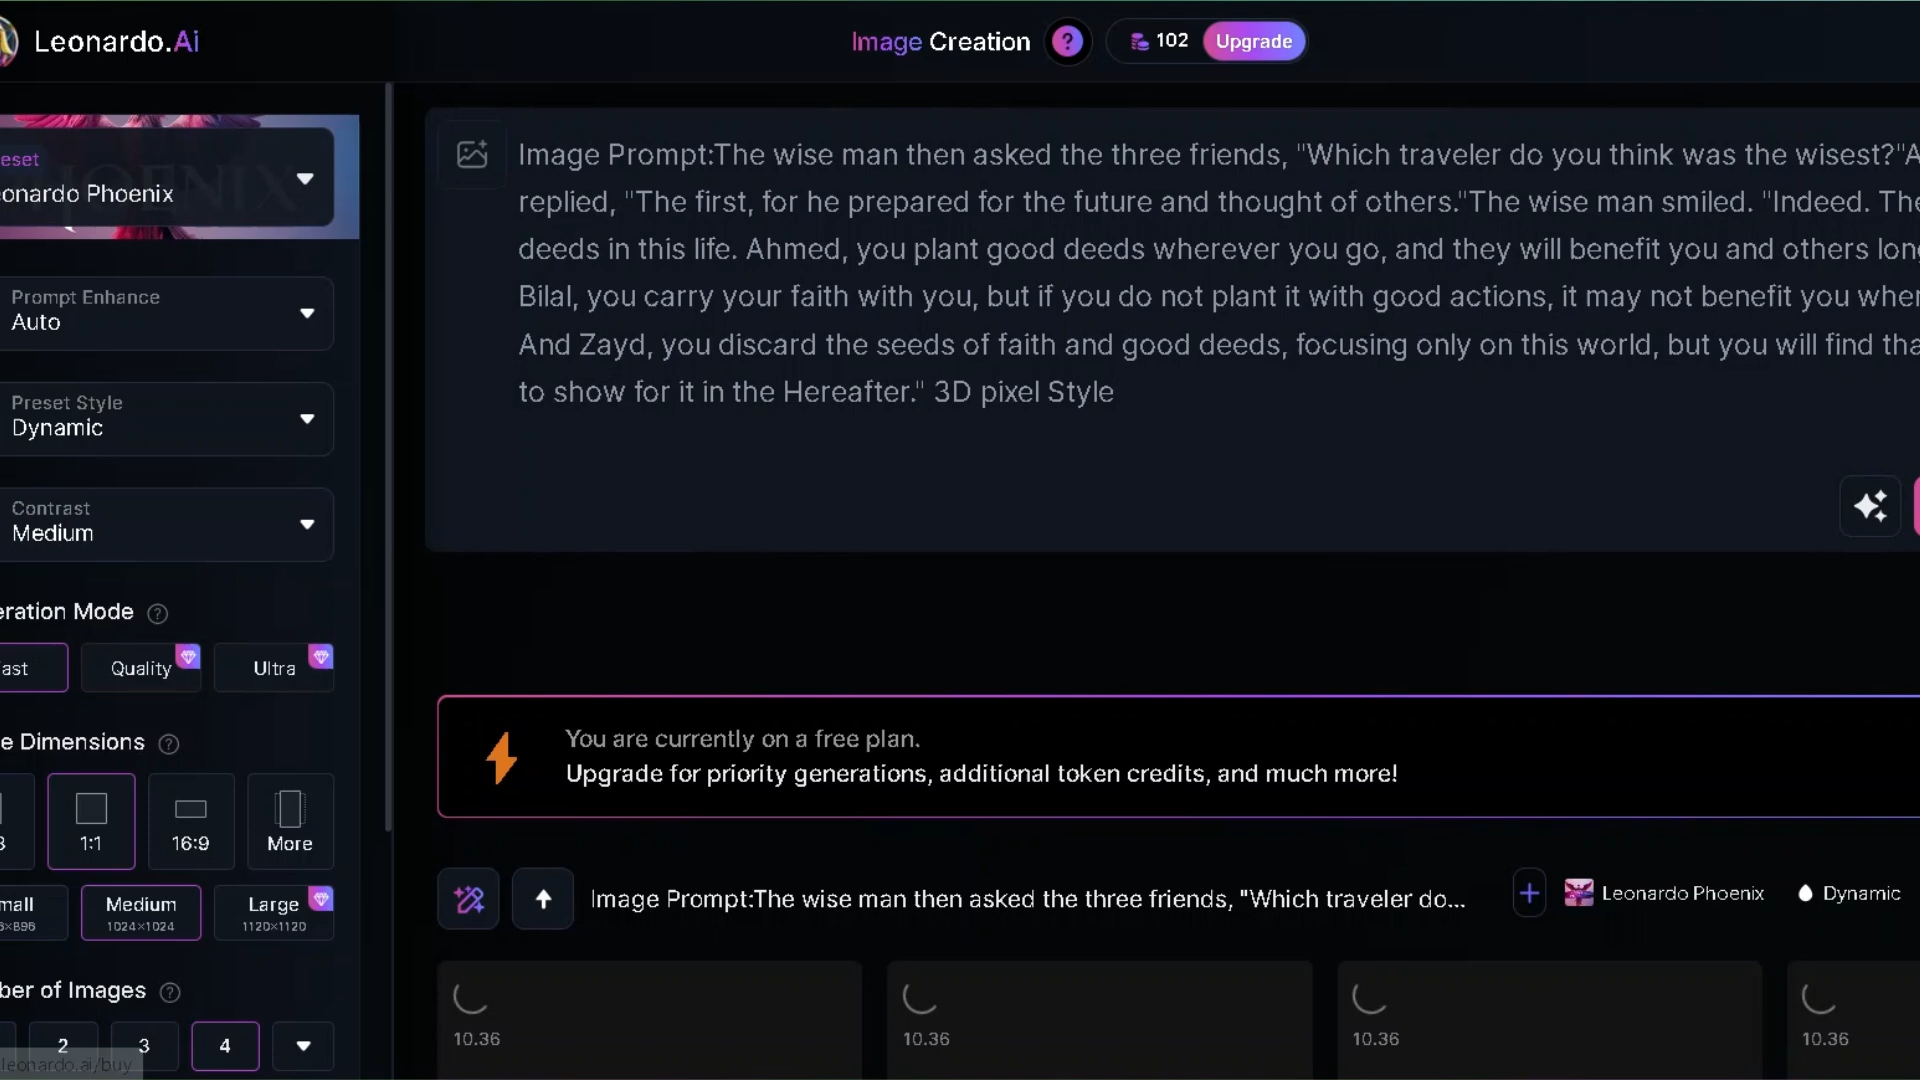 Leonardo.Ai
Image Creation
?
102
Upgrade
eset
onardo Phoenix
Prompt Enhance
Auto
Preset Style
Dynamic
Contrast
Medium
eration Mode ?
ast
Quality
Ultra
e Dimensions ?
3
1:1
16:9
More
mall
6×896
Medium
1024×1024
Large
1120×1120
ber of Images ?
2
3
4
leonardo.ai/buy
Image Prompt:The wise man then asked the three friends, "Which traveler do you think was the wisest?"A
replied, "The first, for he prepared for the future and thought of others."The wise man smiled. "Indeed. The
deeds in this life. Ahmed, you plant good deeds wherever you go, and they will benefit you and others long
Bilal, you carry your faith with you, but if you do not plant it with good actions, it may not benefit you when
And Zayd, you discard the seeds of faith and good deeds, focusing only on this world, but you will find tha
to show for it in the Hereafter." 3D pixel Style
You are currently on a free plan.
Upgrade for priority generations, additional token credits, and much more!
Image Prompt:The wise man then asked the three friends, "Which traveler do...
Leonardo Phoenix
Dynamic
10.36
10.36
10.36
10.36